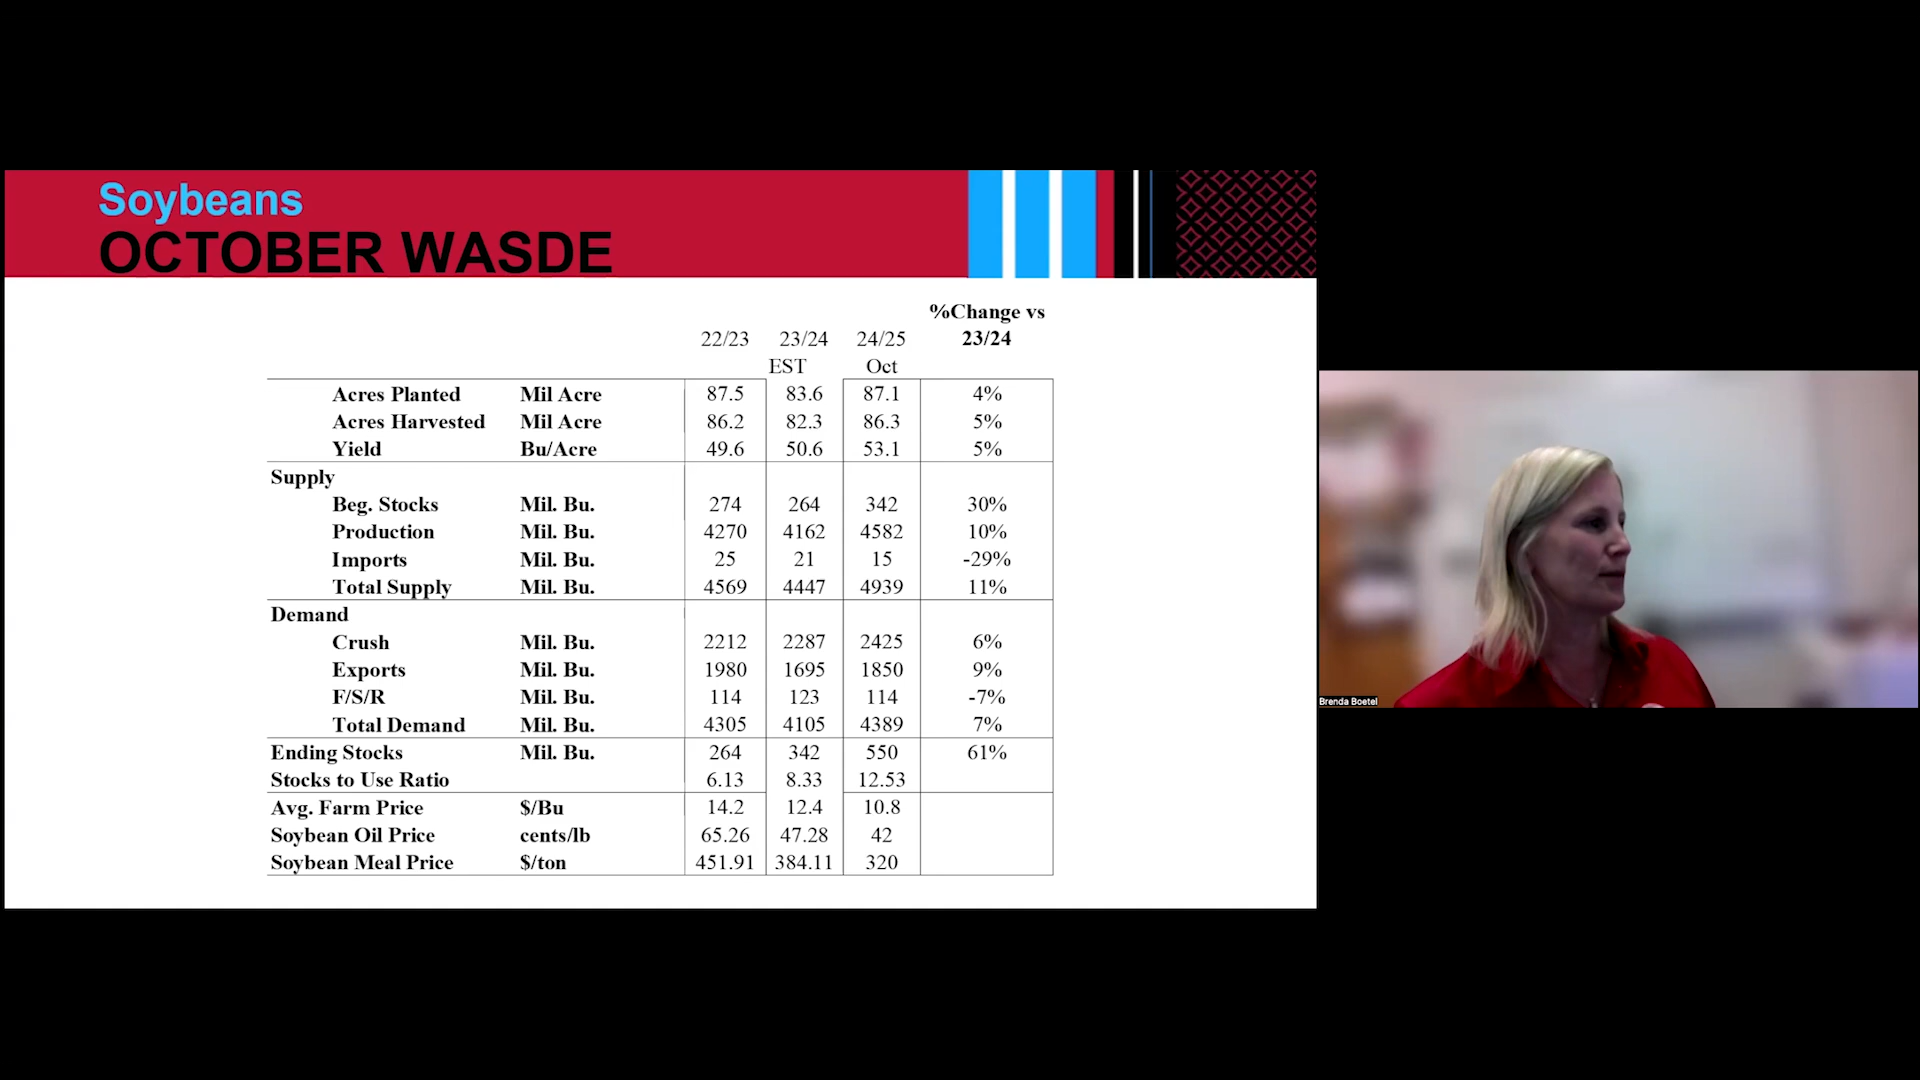 Soybeans
OCTOBER WASDE
%Change vs
22/23 23/24 24/25 23/24
EST Oct
Acres Planted Mil Acre 87.5 83.6 87.1 4%
Acres Harvested Mil Acre 86.2 82.3 86.3 5%
Yield Bu/Acre 49.6 50.6 53.1 5%
Supply
Beg. Stocks Mil. Bu. 274 264 342 30%
Production Mil. Bu. 4270 4162 4582 10%
Imports Mil. Bu. 25 21 15 -29%
Total Supply Mil. Bu. 4569 4447 4939 11%
Demand
Crush Mil. Bu. 2212 2287 2425 6%
Exports Mil. Bu. 1980 1695 1850 9%
F/S/R Mil. Bu. 114 123 114 -7%
Total Demand Mil. Bu. 4305 4105 4389 7%
Ending Stocks Mil. Bu. 264 342 550 61%
Stocks to Use Ratio 6.13 8.33 12.53
Avg. Farm Price $/Bu 14.2 12.4 10.8
Soybean Oil Price cents/lb 65.26 47.28 42
Soybean Meal Price $/ton 451.91 384.11 320
Brenda Boetel